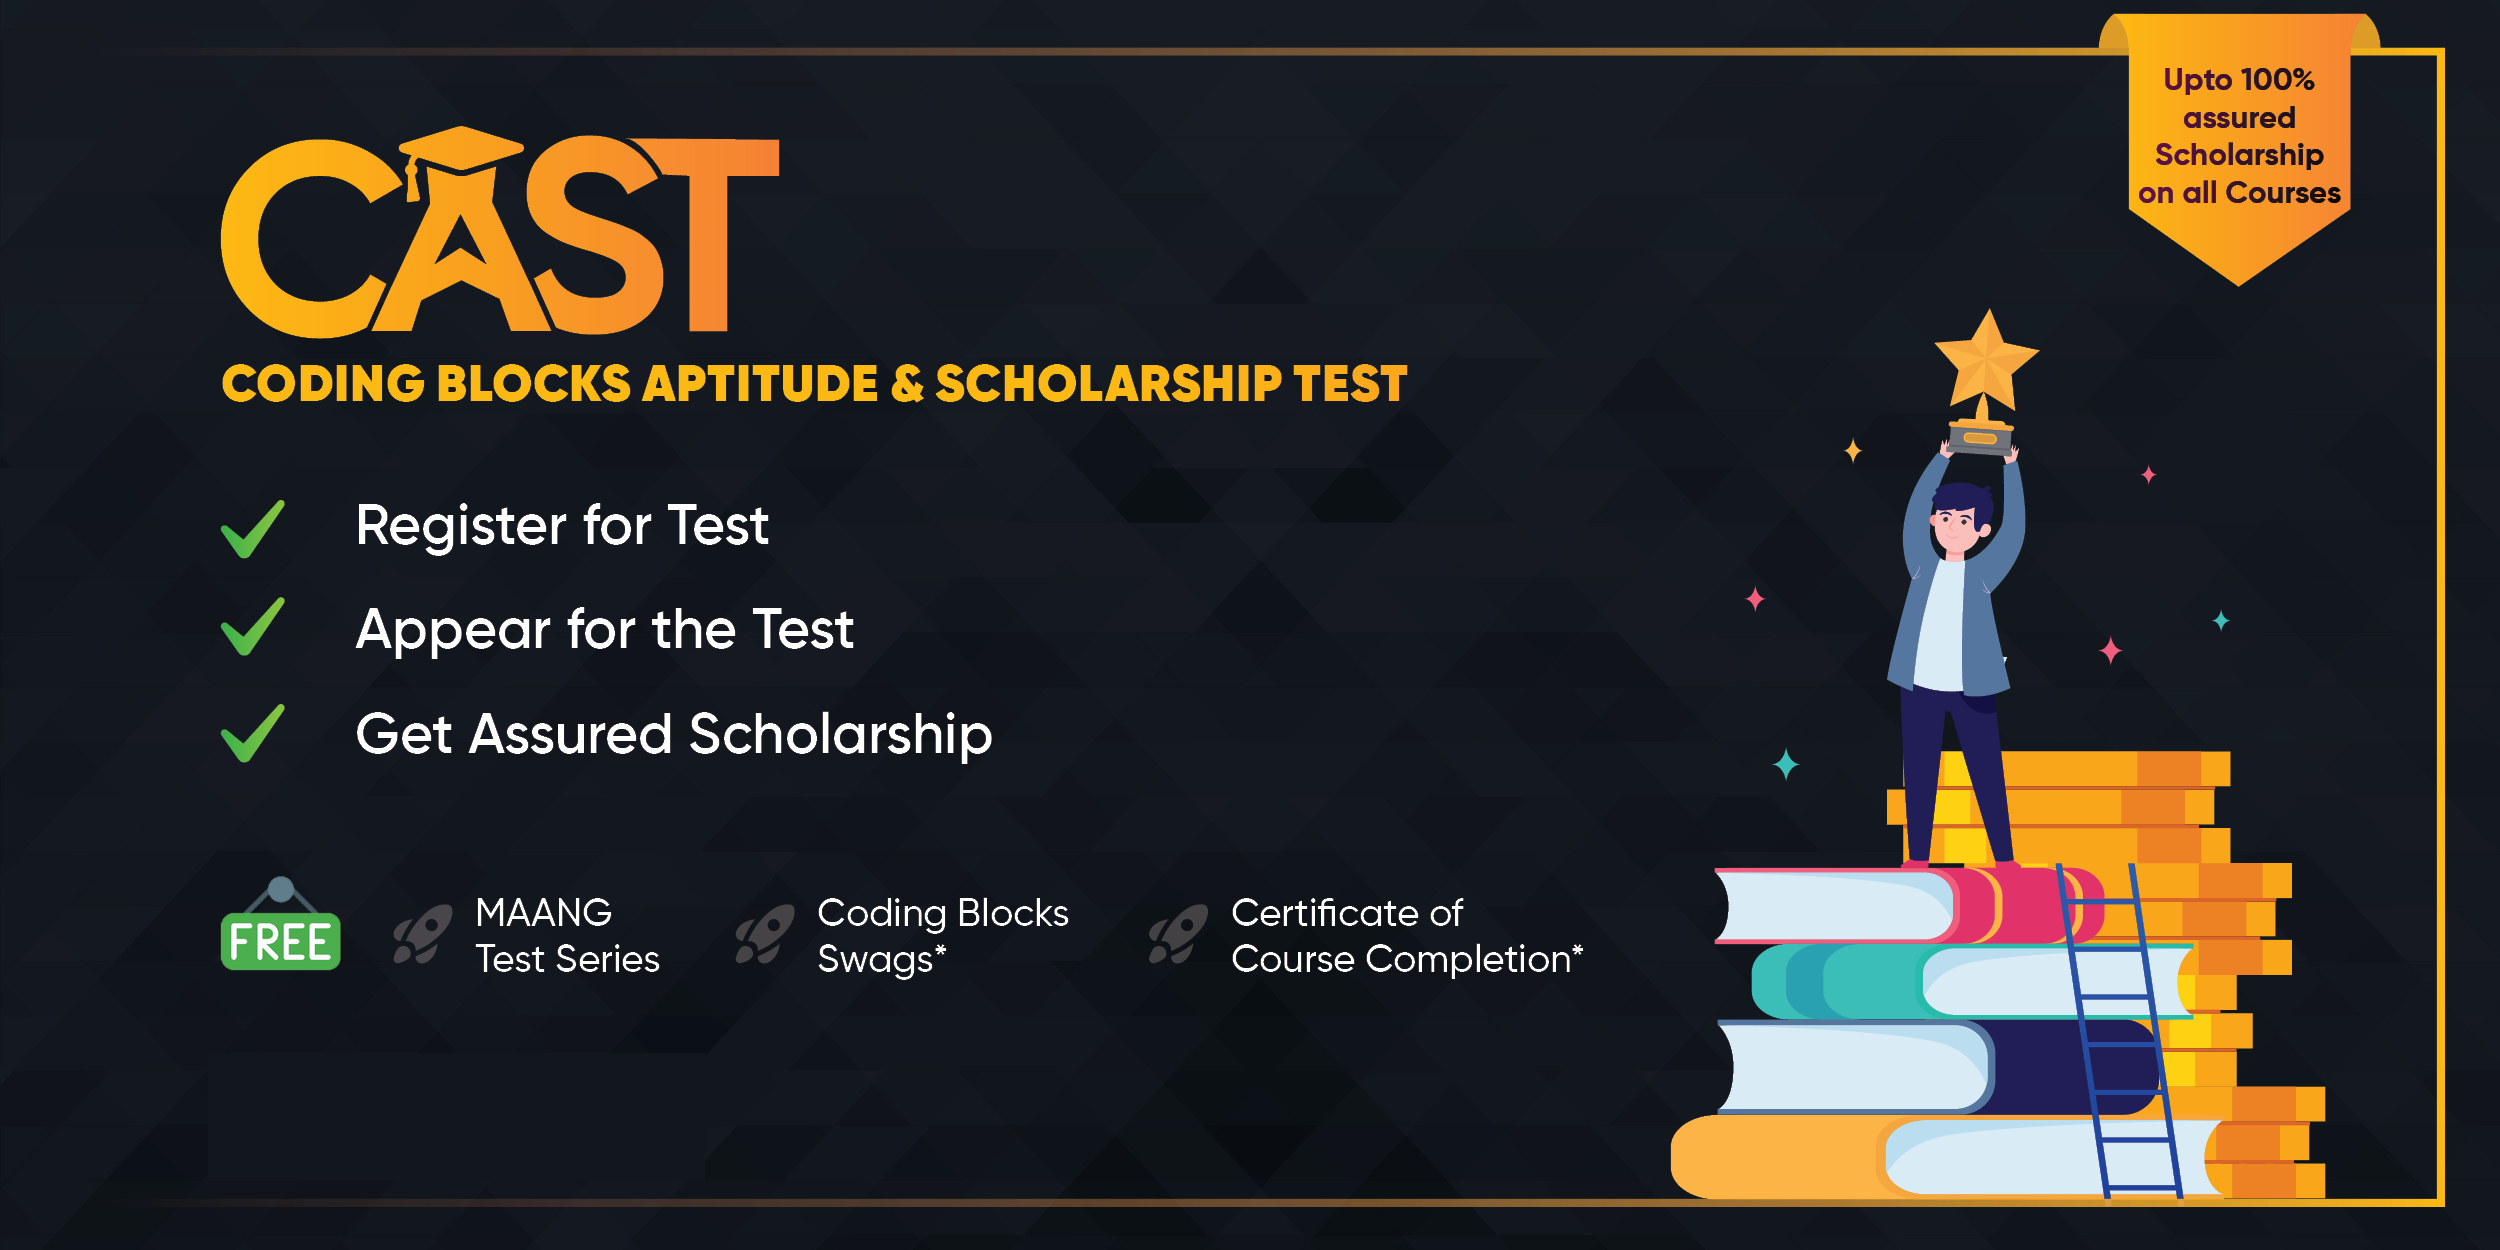 Upto 100%
assured
Scholarship
on all Courses
CAST
CODING BLOCKS APTITUDE & SCHOLARSHIP TEST
Register for Test
Appear for the Test
Get Assured Scholarship
FREE
MAANG
Test Series
Coding Blocks
Swags*
Certificate of
Course Completion*